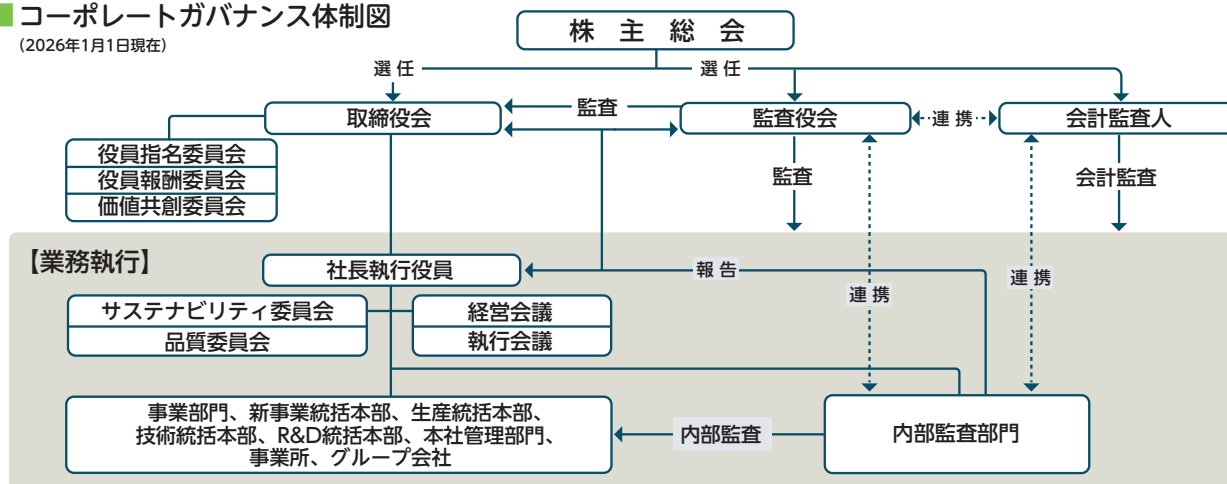 コーポレートガバナンス体制図
(2026年1月1日現在)
株主総会
選任
選任
取締役会
監査
監査役会
連携
会計監査人
役員指名委員会
役員報酬委員会
価値共創委員会
監査
会計監査
【業務執行】
社長執行役員
報告
連携
連携
サステナビリティ委員会
品質委員会
経営会議
執行会議
事業部門、新事業統括本部、生産統括本部、
技術統括本部、R&D統括本部、本社管理部門、
事業所、グループ会社
内部監査
内部監査部門